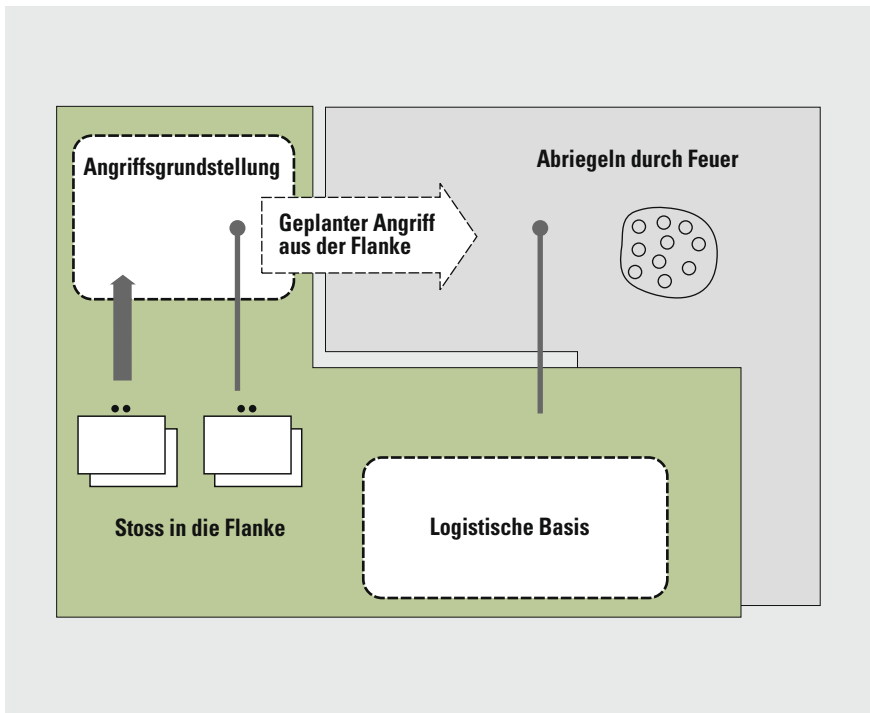 Abriegeln durch Feuer
Angriffsgrundstellung
Geplanter Angriff
aus der Flanke
Stoss in die Flanke
Logistische Basis